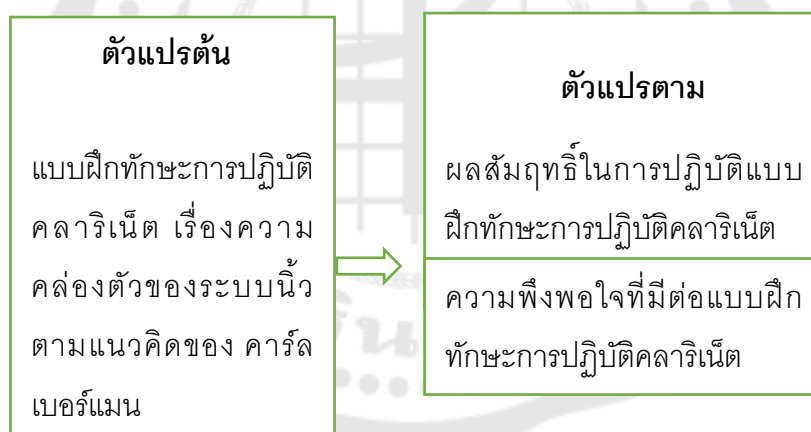 ตัวแปรต้น
แบบฝึกทักษะการปฏิบัติ
คลาริเน็ต เรื่องความ
คล่องตัวของระบบนิ้ว
ตามแนวคิดของ คาร์ล
เบอร์แมน
ตัวแปรตาม
ผลสัมฤทธิ์ในการปฏิบัติแบบ
ฝึกทักษะการปฏิบัติคลาริเน็ต
ความพึงพอใจที่มีต่อแบบฝึก
ทักษะการปฏิบัติคลาริเน็ต